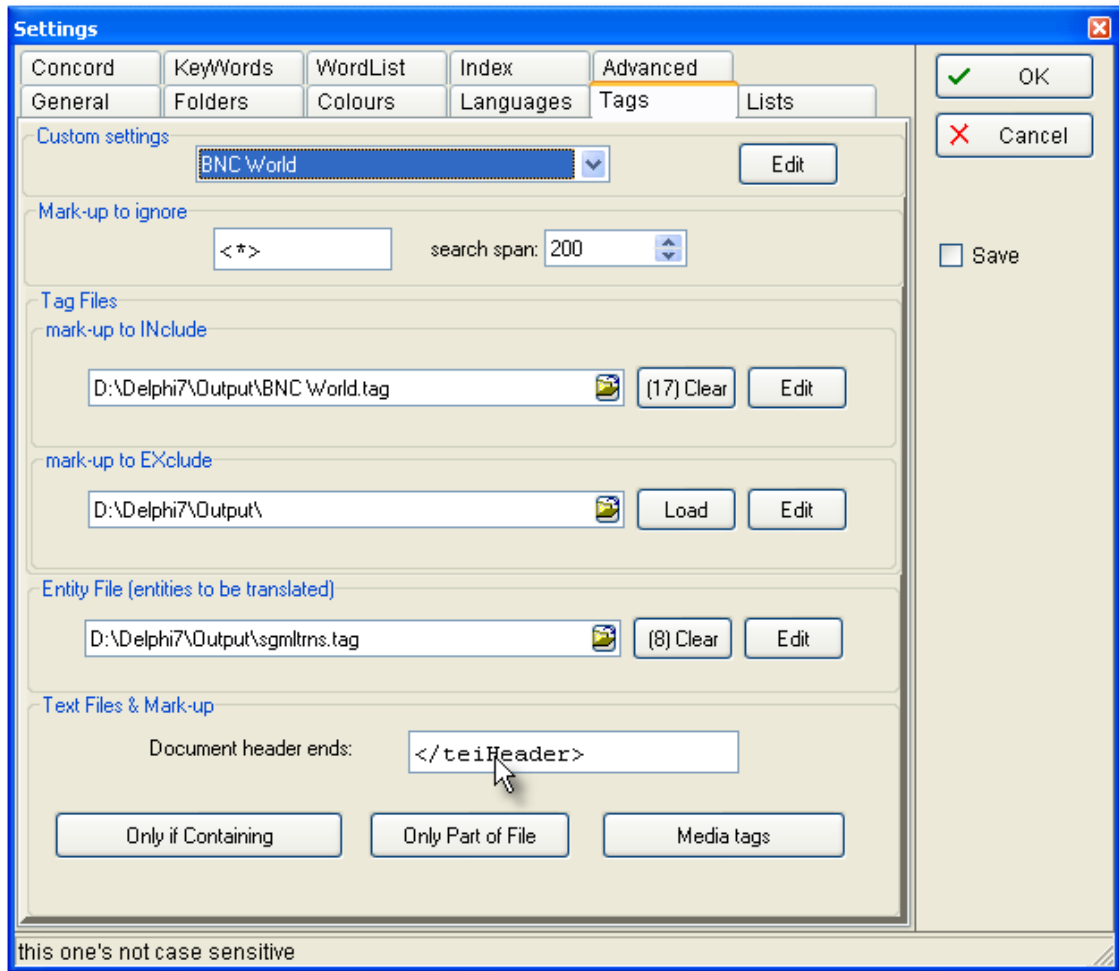 Settings
Concord KeyWords WordList Index Advanced
OK
General Folders Colours Languages Tags Lists
Custom settings
Cancel
BNC World Edit
Mark-up to ignore
<*> search span: 200
Save
Tag Files
mark-up to INclude
D:\Delphi7\Output\BNC World.tag (17) Clear Edit
mark-up to EXclude
D:\Delphi7\Output\ Load Edit
Entity File (entities to be translated)
D:\Delphi7\Output\sgmltrns.tag (8) Clear Edit
Text Files & Mark-up
Document header ends: </teiHeader>
Only if Containing Only Part of File Media tags
this one's not case sensitive